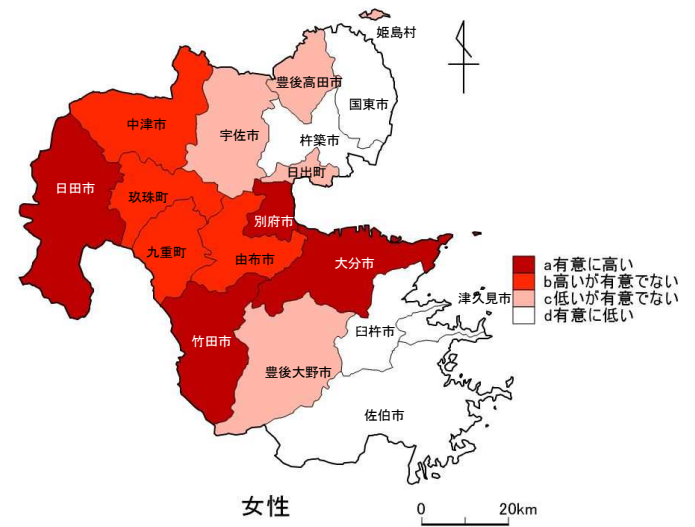 姫島村
豊後高田市
国東市
中津市
宇佐市
杵築市
日出町
日田市
玖珠町
別府市
九重町
由布市
大分市
a有意に高い
b高いが有意でない
c低いが有意でない
d有意に低い
津久見市
臼杵市
竹田市
豊後大野市
佐伯市
女性
0 20km